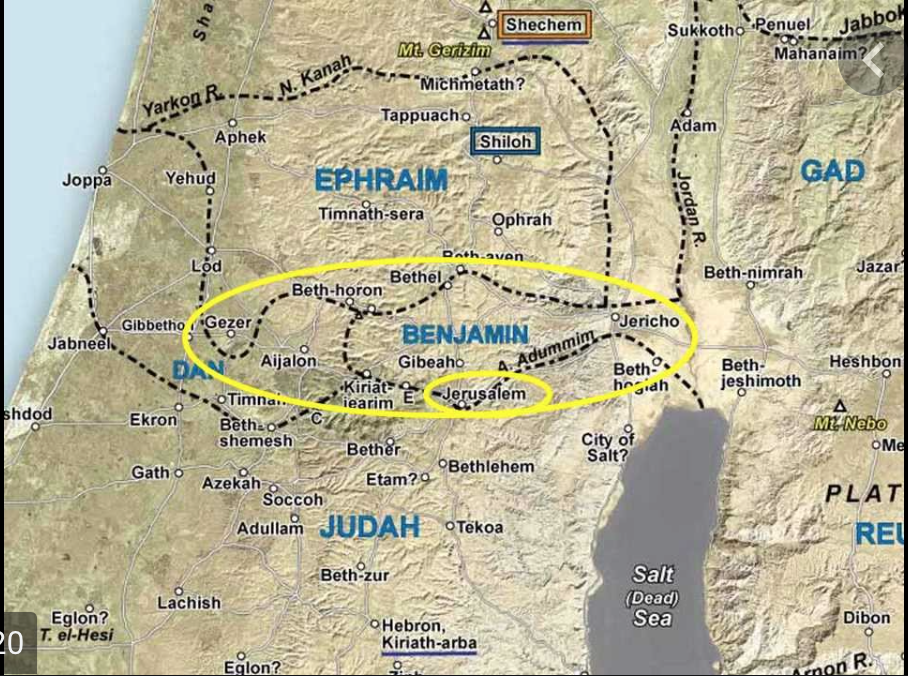 Sha
Shechem
Mt. Gerizim
Sukkoth
Penuel
Jabbok
Mahanaim?
N. Kanah
Michmetath?
Yarkon R.
Tappuach
Aphek
Adam
Shiloh
Joppa
Yehud
EPHRAIM
GAD
Timnath-sera
Ophrah
Jordan R.
Lod
Beth-aven
Bethel
Beth-nimrah
Jazar
Beth-horon
Gibbetho
Gezer
BENJAMIN
Jericho
Jabneel
Aijalon
Gibeah
A. Adummim
DAN
Beth-
hoglah
Beth-
jeshimoth
Heshbon
Kiriat-
iearim
E
Jerusalem
Timnah
shdod
Ekron
C
Beth-
shemesh
Mt. Nebo
Bether
City of
Salt?
Me
Gath
Azekah
Etam?
Bethlehem
Soccoh
PLAT
Adullam
JUDAH
Tekoa
REU
Beth-zur
Salt
(Dead)
Sea
Lachish
Eglon?
T. el-Hesi
Hebron,
Kiriath-arba
Dibon
20
Eglon?
Arnon R.